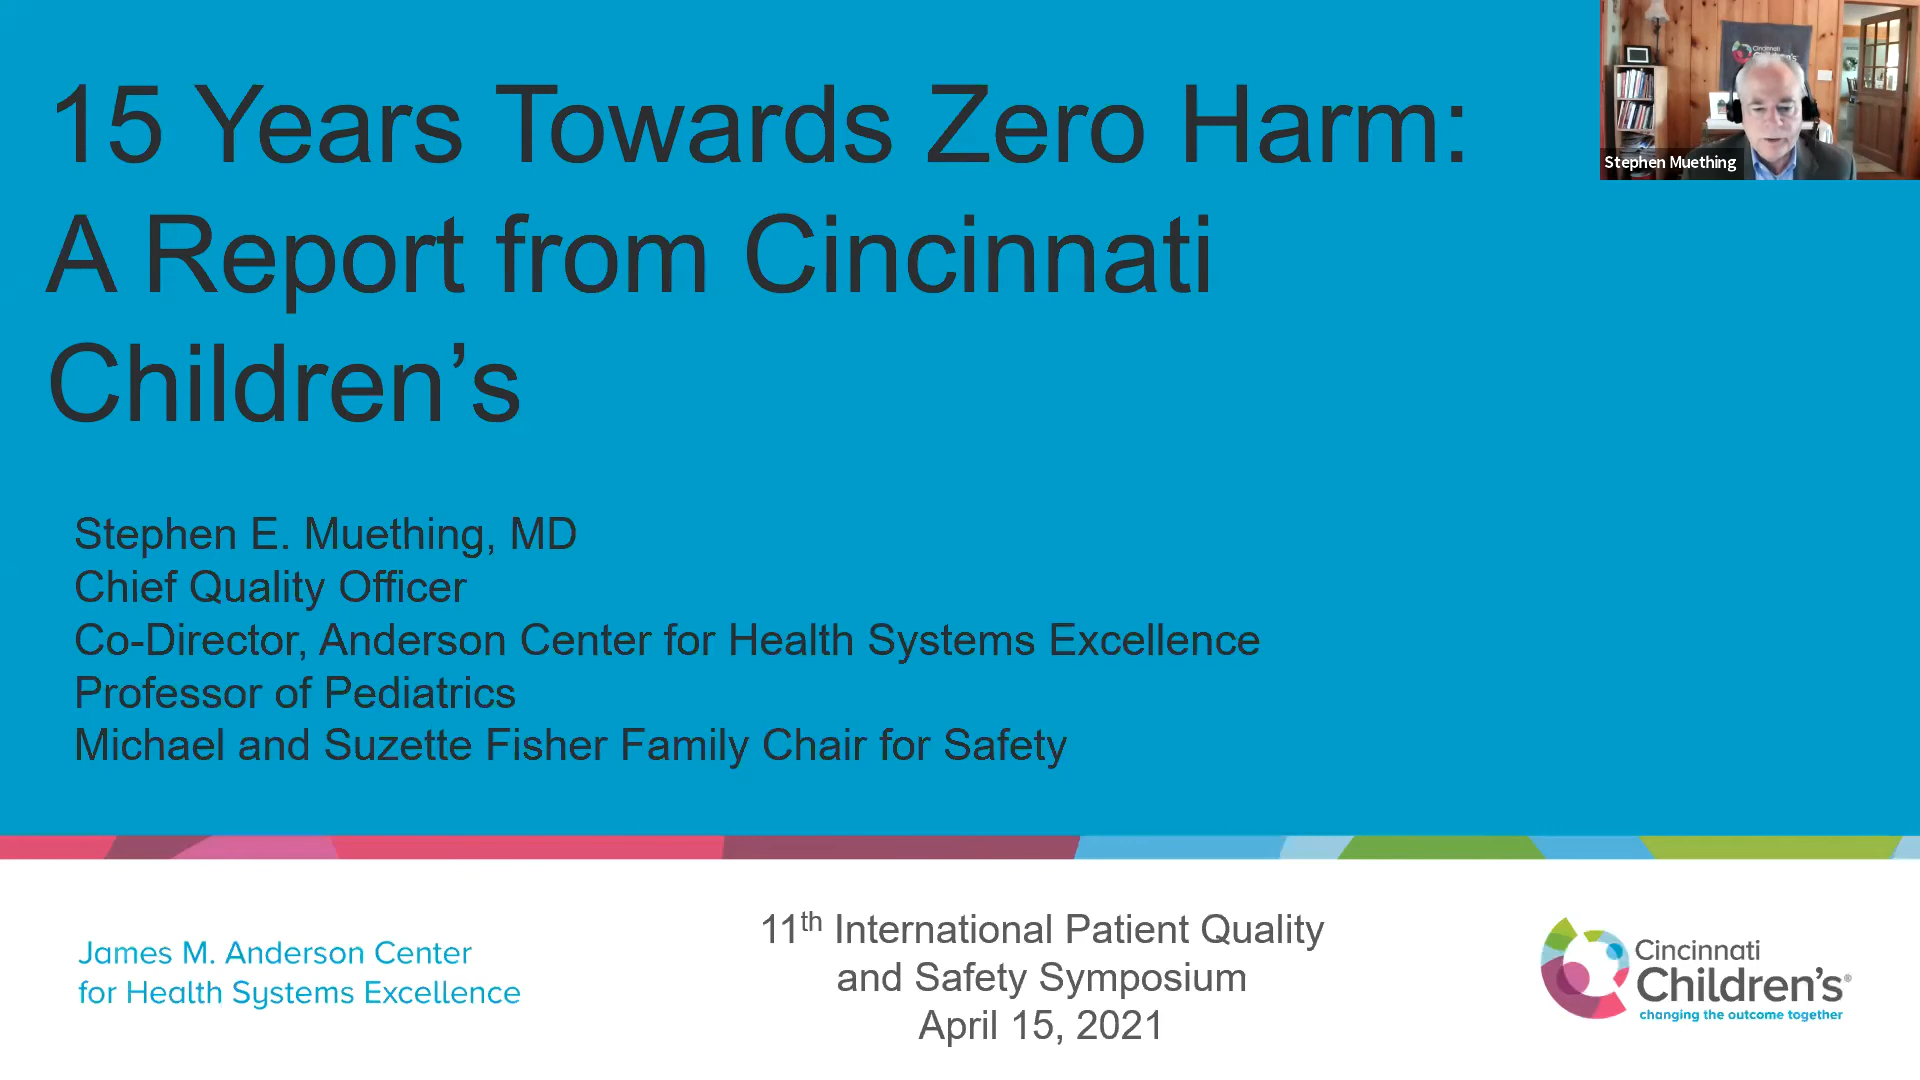 15 Years Towards Zero Harm:
A Report from Cincinnati
Children’s
Stephen Muething
Stephen E. Muething, MD
Chief Quality Officer
Co-Director, Anderson Center for Health Systems Excellence
Professor of Pediatrics
Michael and Suzette Fisher Family Chair for Safety
James M. Anderson Center
for Health Systems Excellence
11th International Patient Quality
and Safety Symposium
April 15, 2021
Cincinnati
Children’s®
changing the outcome together